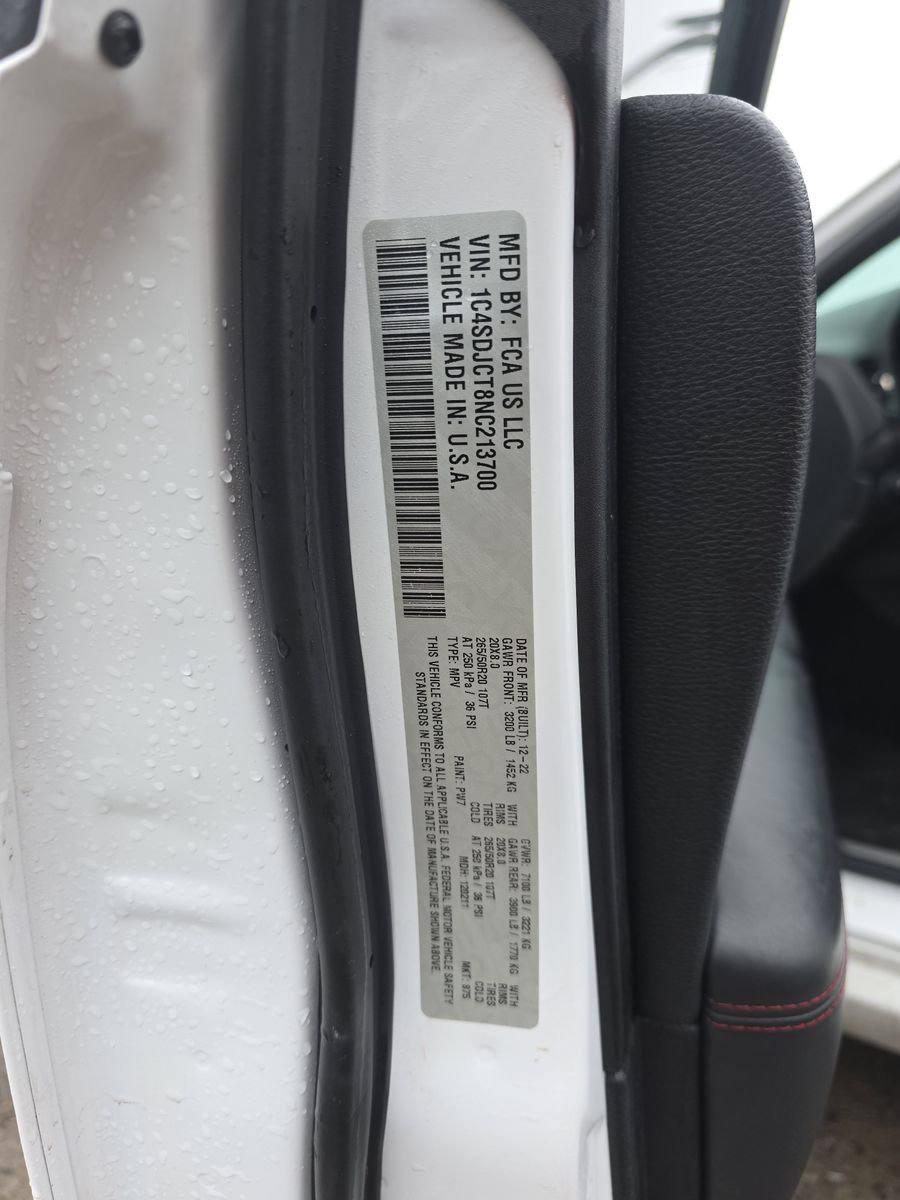 MFD BY: FCA US LLC
VIN: 1C4SDJCT8NC213700
VEHICLE MADE IN: U.S.A.
DATE OF MFR (BUILT): 12-22 GVWR: 7100 LB / 3221 KG
GAWR FRONT: 3200 LB / 1452 KG WITH GAWR REAR: 3900 LB / 1770 KG WITH
20X8.0 RIMS 20X8.0 RIMS
265/50R20 107T TIRES 265/50R20 107T TIRES
AT 250 kPa / 36 PSI COLD AT 250 kPa / 36 PSI COLD
TYPE: MPV PAINT: PW7 MDH: 120211 MKT: 975
THIS VEHICLE CONFORMS TO ALL APPLICABLE U.S.A. FEDERAL MOTOR VEHICLE SAFETY
STANDARDS IN EFFECT ON THE DATE OF MANUFACTURE SHOWN ABOVE.